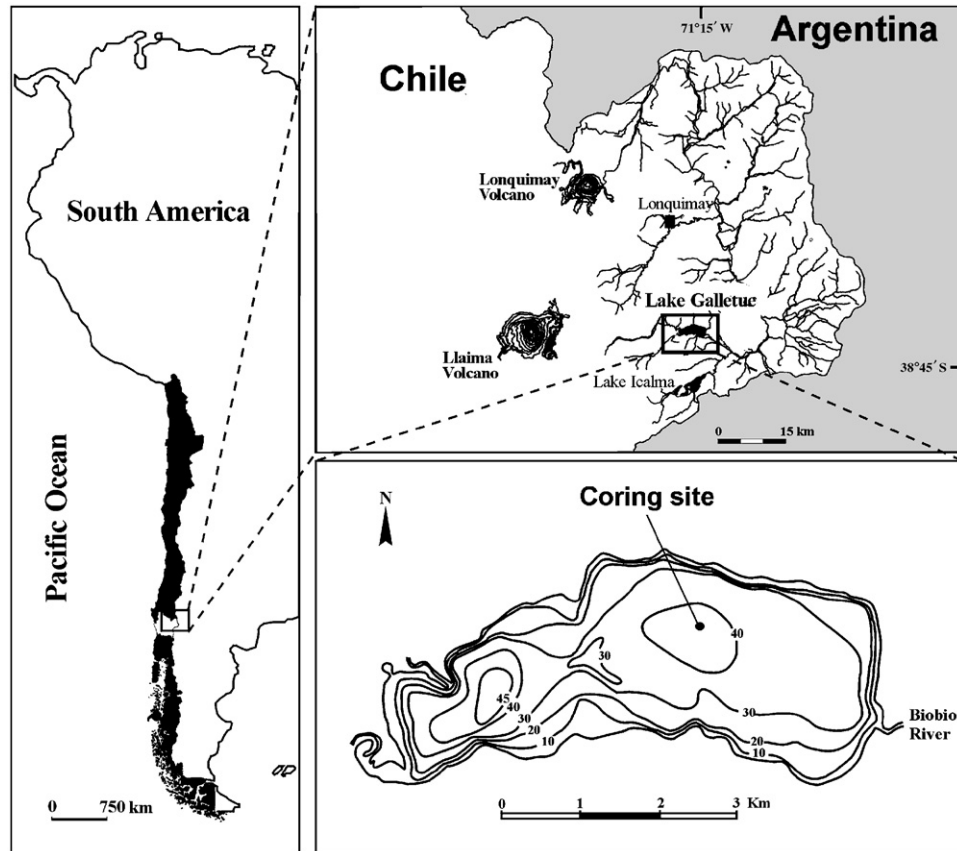 South America
Pacific Ocean
0 750 km
71°15´ W
Argentina
Chile
Lonquimay
Volcano
Lonquimay
Lake Galletue
Llaima
Volcano
Lake Icalma
38°45´ S
0 15 km
N
Coring site
40
30
45
40
30
20
10
30
20
10
Biobio
River
0 1 2 3 Km